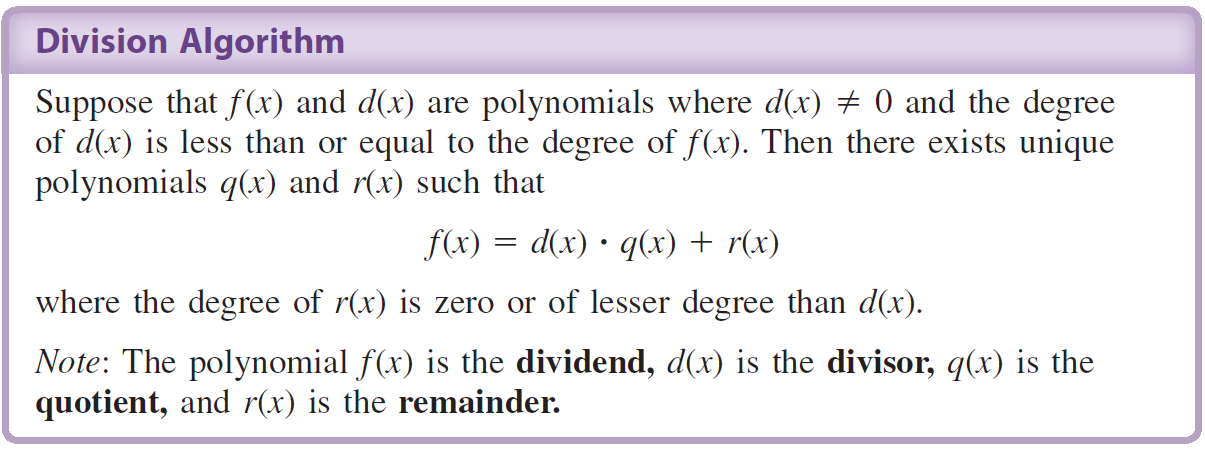 Division Algorithm
Suppose that f(x) and d(x) are polynomials where d(x) ≠ 0 and the degree
of d(x) is less than or equal to the degree of f(x). Then there exists unique
polynomials q(x) and r(x) such that
f(x) = d(x) · q(x) + r(x)
where the degree of r(x) is zero or of lesser degree than d(x).
Note: The polynomial f(x) is the dividend, d(x) is the divisor, q(x) is the
quotient, and r(x) is the remainder.